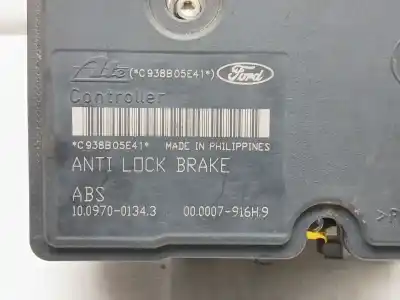 Ate (*C938B05E41*) Ford
Controller
*C938B05E41* MADE IN PHILIPPINES
ANTI LOCK BRAKE
ABS
10.0970-0134.3 00.0007-916H.9
>P